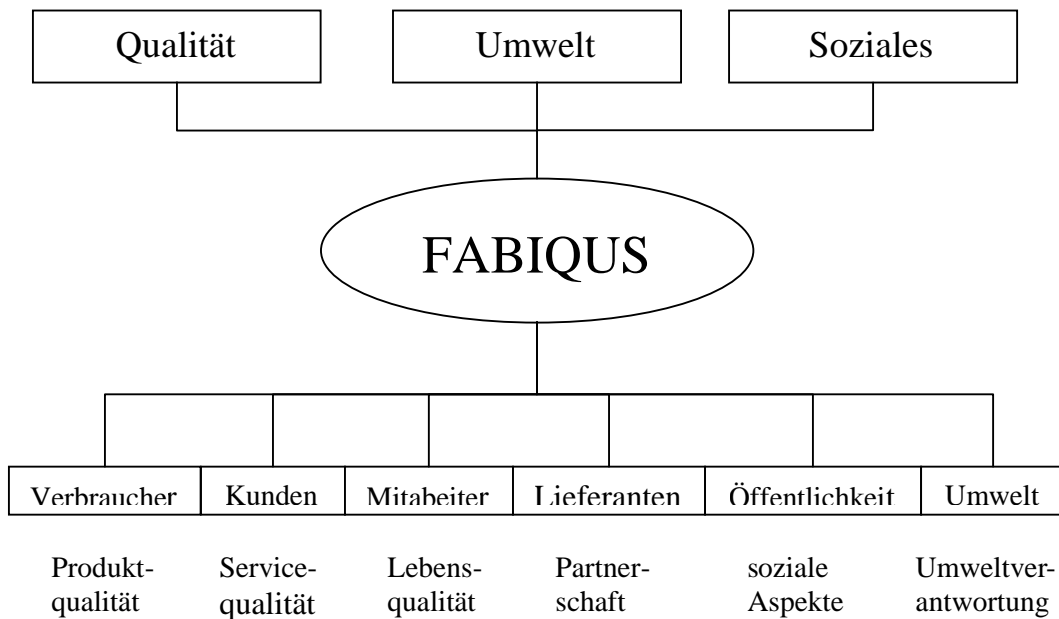 Qualität Umwelt Soziales
FABIQUS
Verbraucher Kunden Mitabeiter Lieferanten Öffentlichkeit Umwelt
Produkt- Service- Lebens- Partner- soziale Umweltver-
qualität qualität qualität schaft Aspekte antwortung